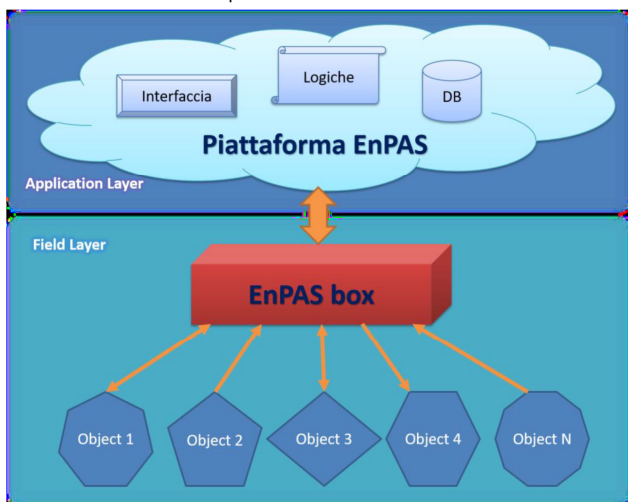 Interfaccia
Logiche
DB
Piattaforma EnPAS
Application Layer
Field Layer
EnPAS box
Object 1
Object 2
Object 3
Object 4
Object N